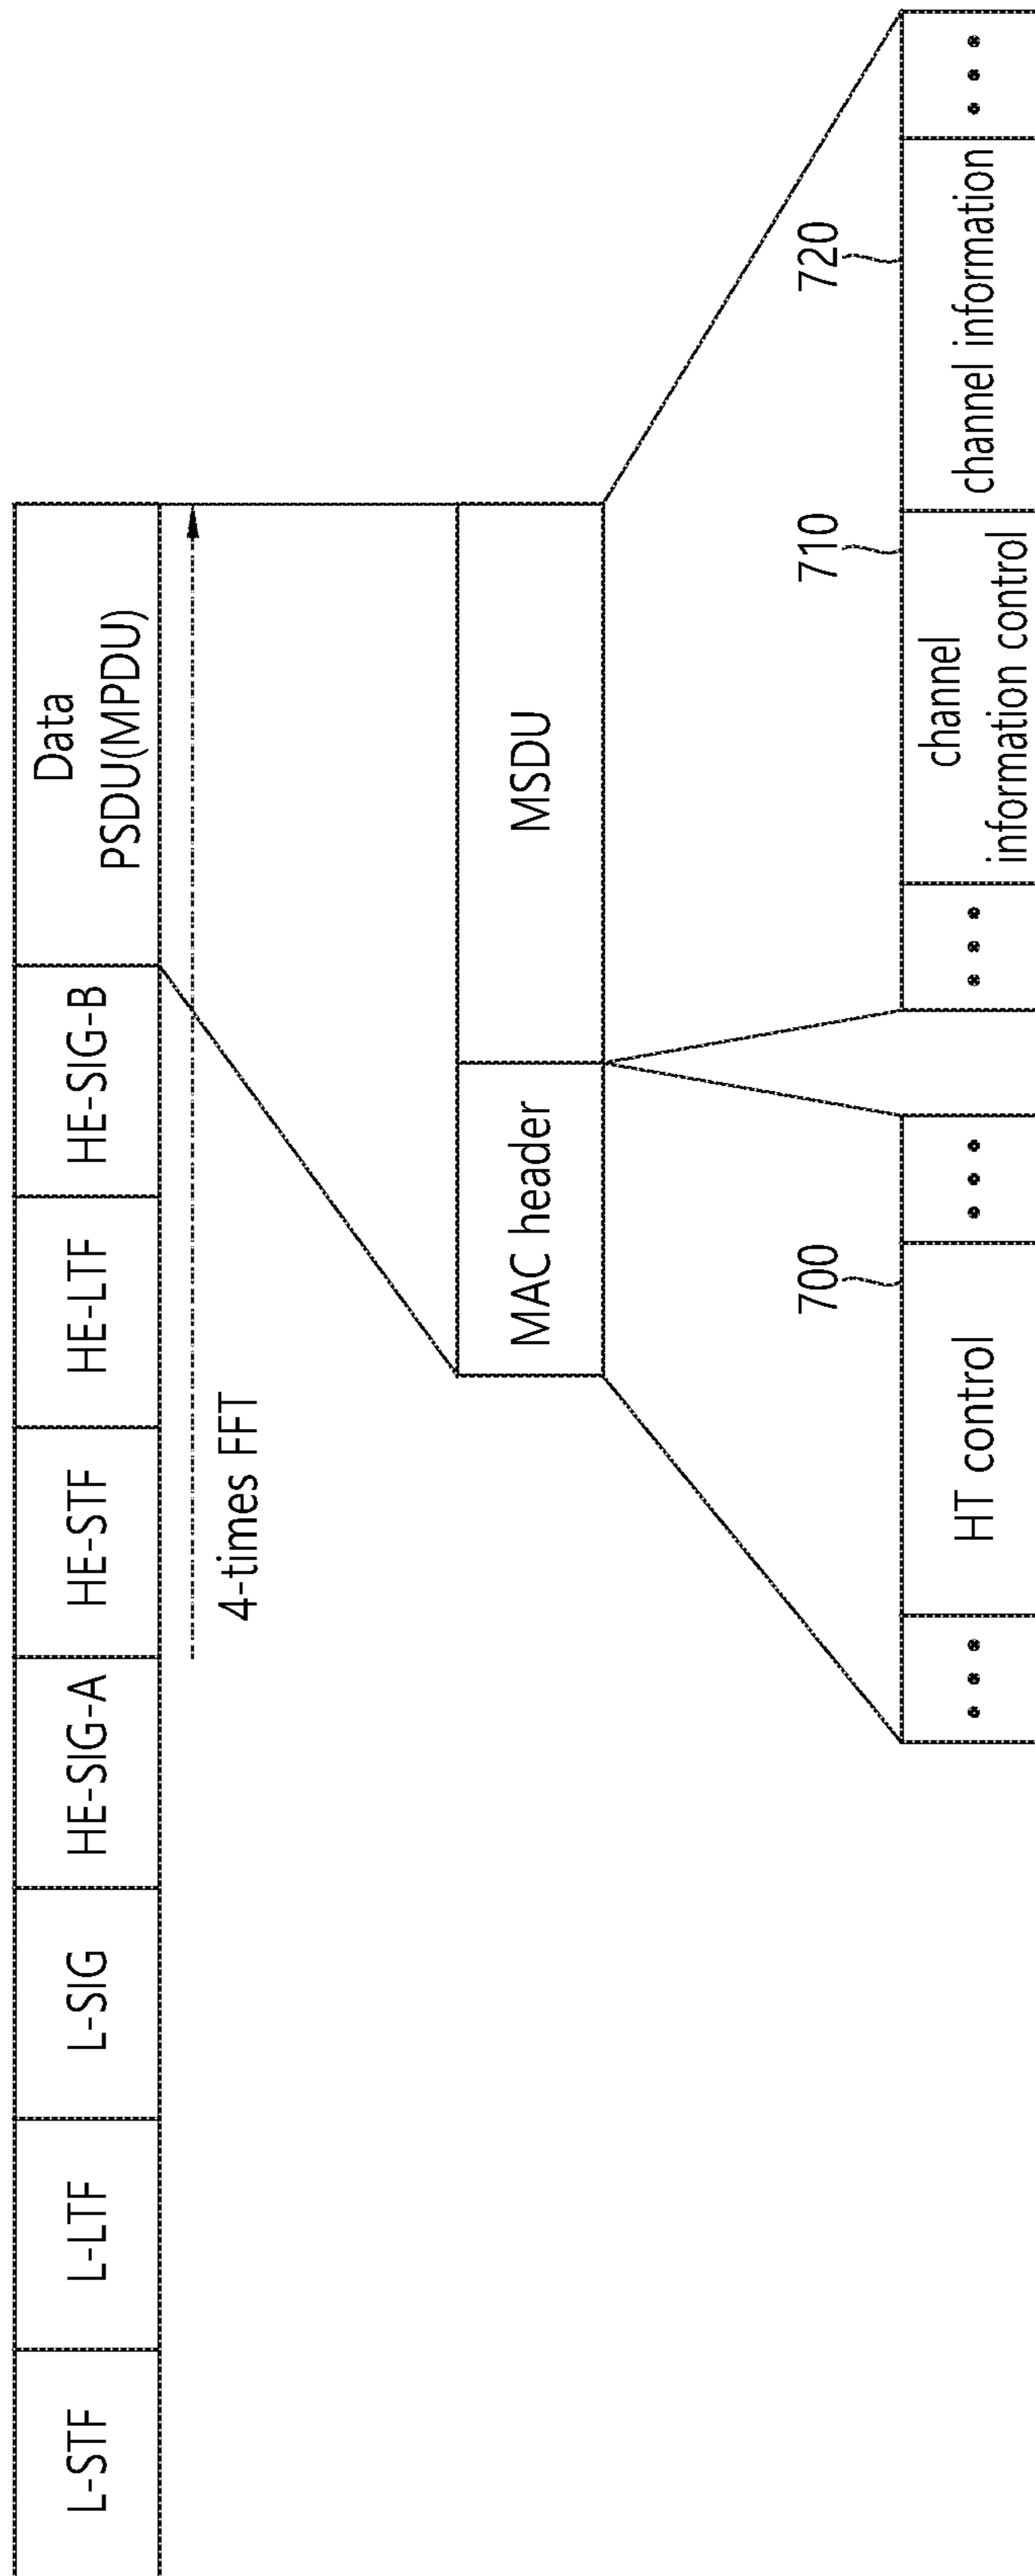 L-STF
L-LTF
L-SIG
HE-SIG-A
HE-STF
HE-LTF
HE-SIG-B
Data
PSDU(MPDU)
4-times FFT
MAC header
MSDU
700
710
720
• • •
HT control
• • •
• • •
channel
information control
channel information
• • •